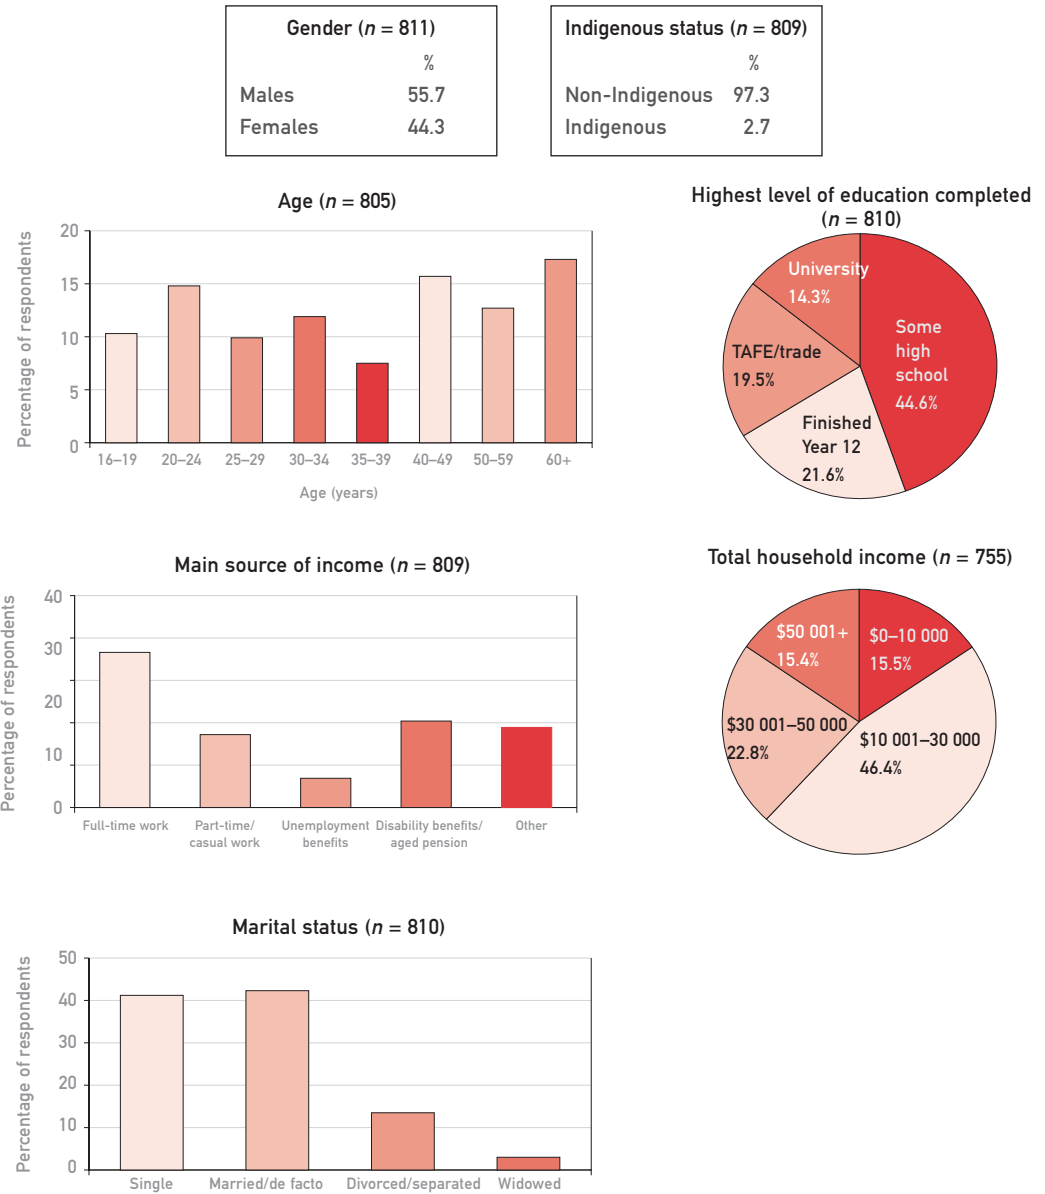 Gender (n = 811)
%
Males 55.7
Females 44.3
Indigenous status (n = 809)
%
Non-Indigenous 97.3
Indigenous 2.7
Age (n = 805)
Percentage of respondents
20
15
10
5
0
16–19 20–24 25–29 30–34 35–39 40–49 50–59 60+
Age (years)
Highest level of education completed
(n = 810)
University
14.3%
Some
high
school
44.6%
TAFE/trade
19.5%
Finished
Year 12
21.6%
Main source of income (n = 809)
Percentage of respondents
40
30
20
10
0
Full-time work
Part-time/
casual work
Unemployment
benefits
Disability benefits/
aged pension
Other
Total household income (n = 755)
$50 001+
15.4%
$0–10 000
15.5%
$30 001–50 000
22.8%
$10 001–30 000
46.4%
Marital status (n = 810)
Percentage of respondents
50
40
30
20
10
0
Single Married/de facto Divorced/separated Widowed